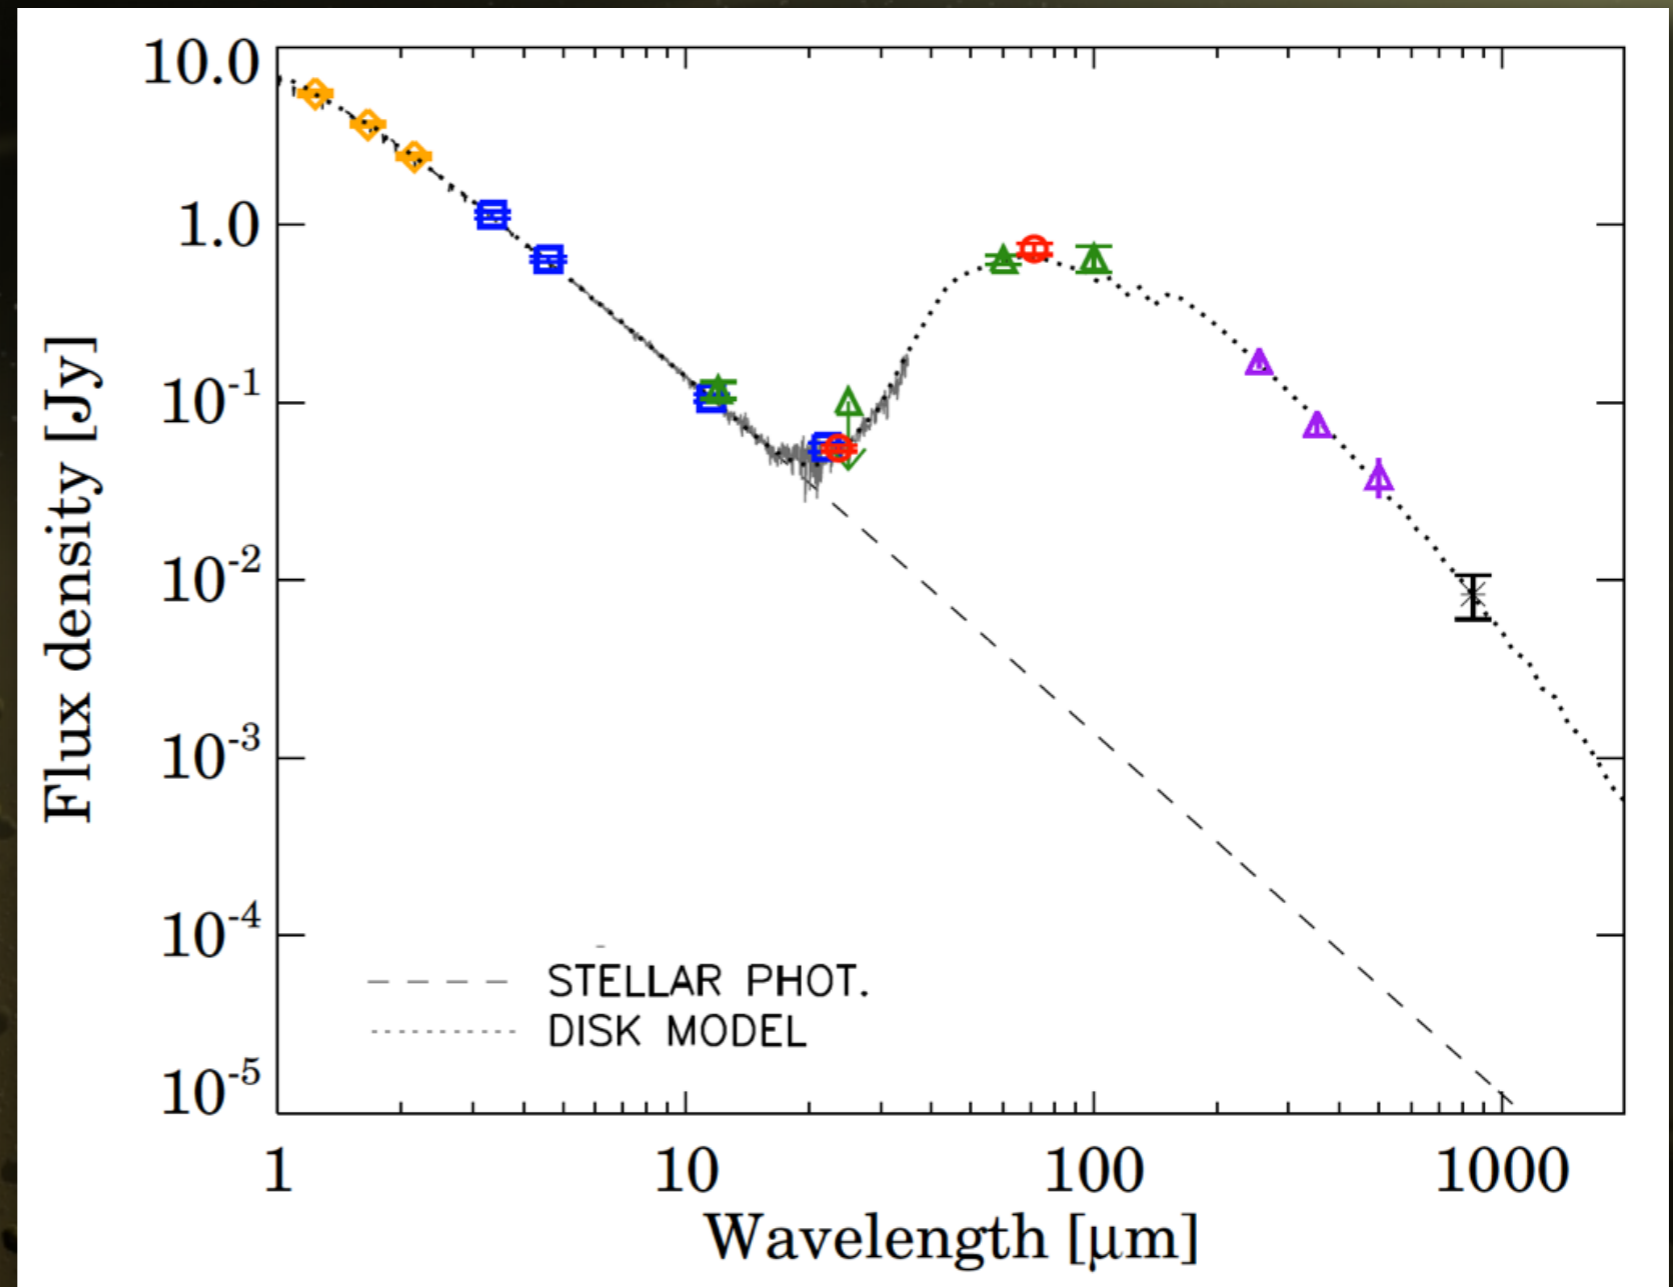 10.0
1.0
10-1
10-2
10-3
10-4
10-5
Flux density [Jy]
STELLAR PHOT.
DISK MODEL
1 10 100 1000
Wavelength [μm]